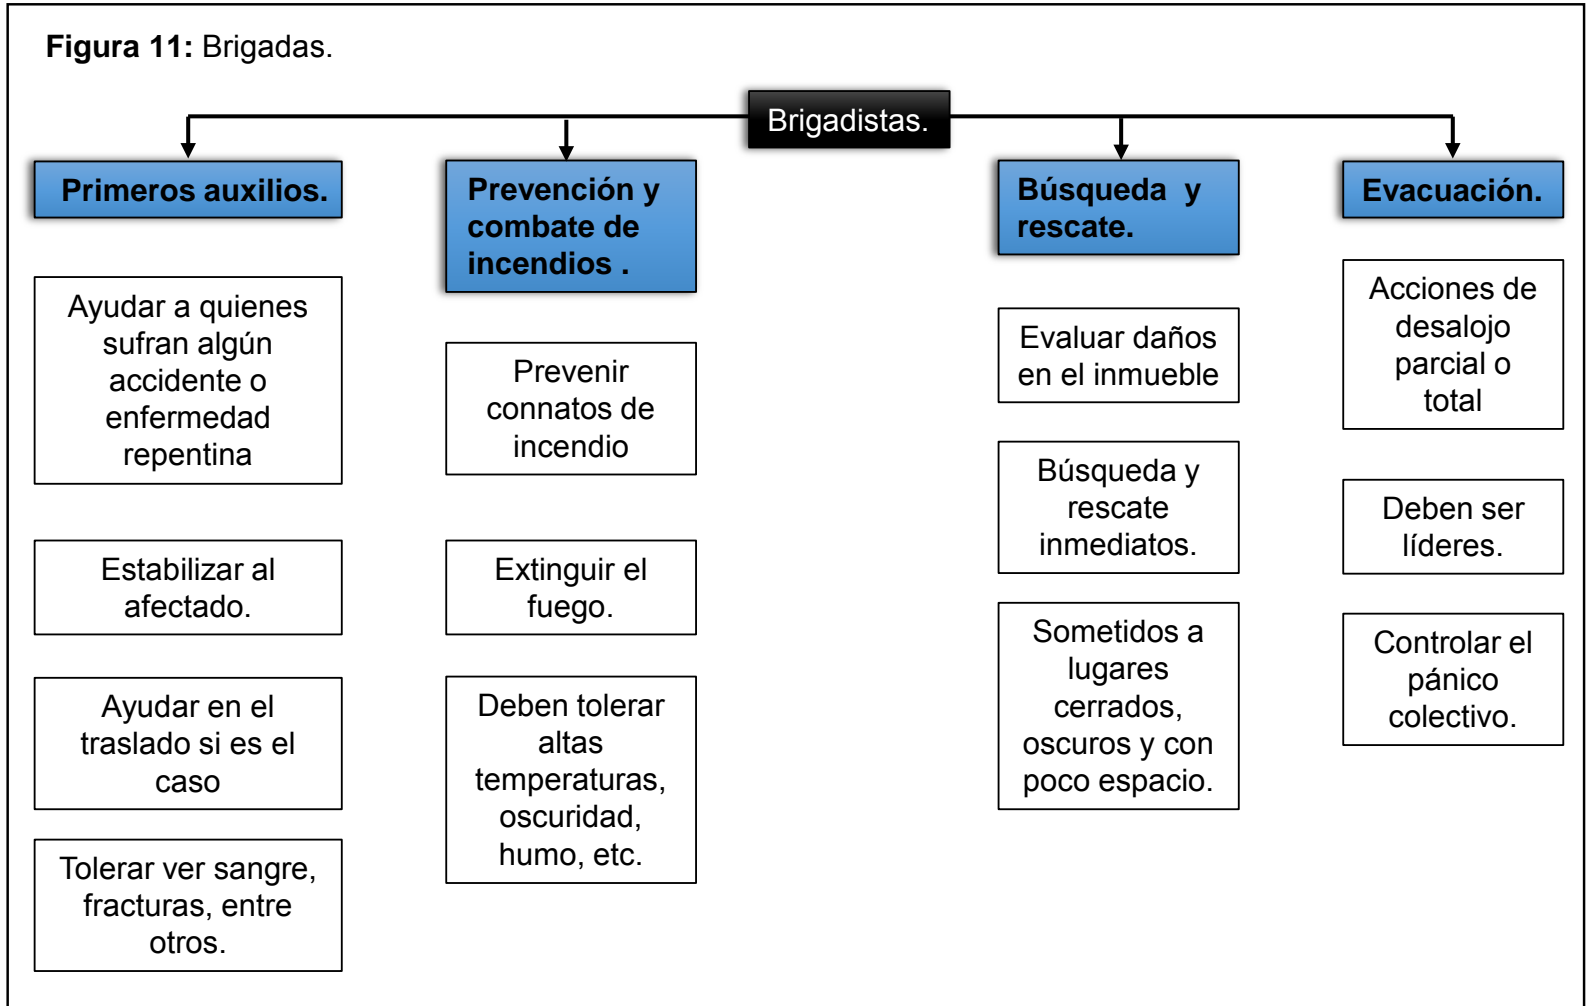 Figura 11: Brigadas.
Brigadistas.
Primeros auxilios.
Ayudar a quienes
sufran algún
accidente o
enfermedad
repentina
Estabilizar al
afectado.
Ayudar en el
traslado si es el
caso
Tolerar ver sangre,
fracturas, entre
otros.
Prevención y
combate de
incendios .
Prevenir
connatos de
incendio
Extinguir el
fuego.
Deben tolerar
altas
temperaturas,
oscuridad,
humo, etc.
Búsqueda y
rescate.
Evaluar daños
en el inmueble
Búsqueda y
rescate
inmediatos.
Sometidos a
lugares
cerrados,
oscuros y con
poco espacio.
Evacuación.
Acciones de
desalojo
parcial o
total
Deben ser
líderes.
Controlar el
pánico
colectivo.